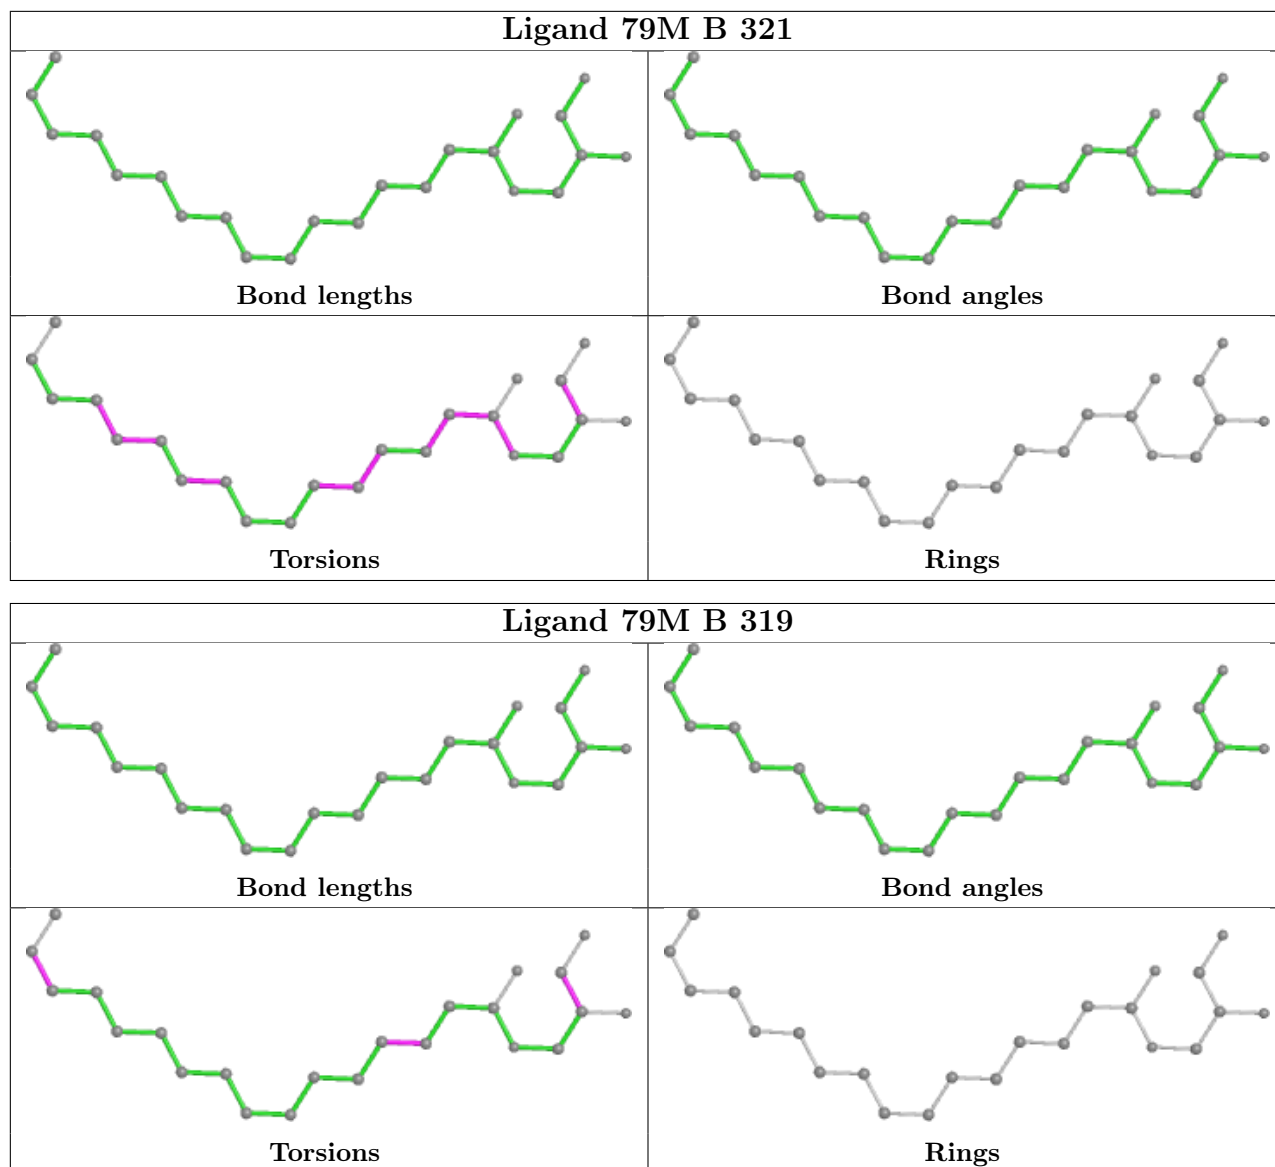 Ligand 79M B 321
Bond lengths
Bond angles
Torsions
Rings
Ligand 79M B 319
Bond lengths
Bond angles
Torsions
Rings